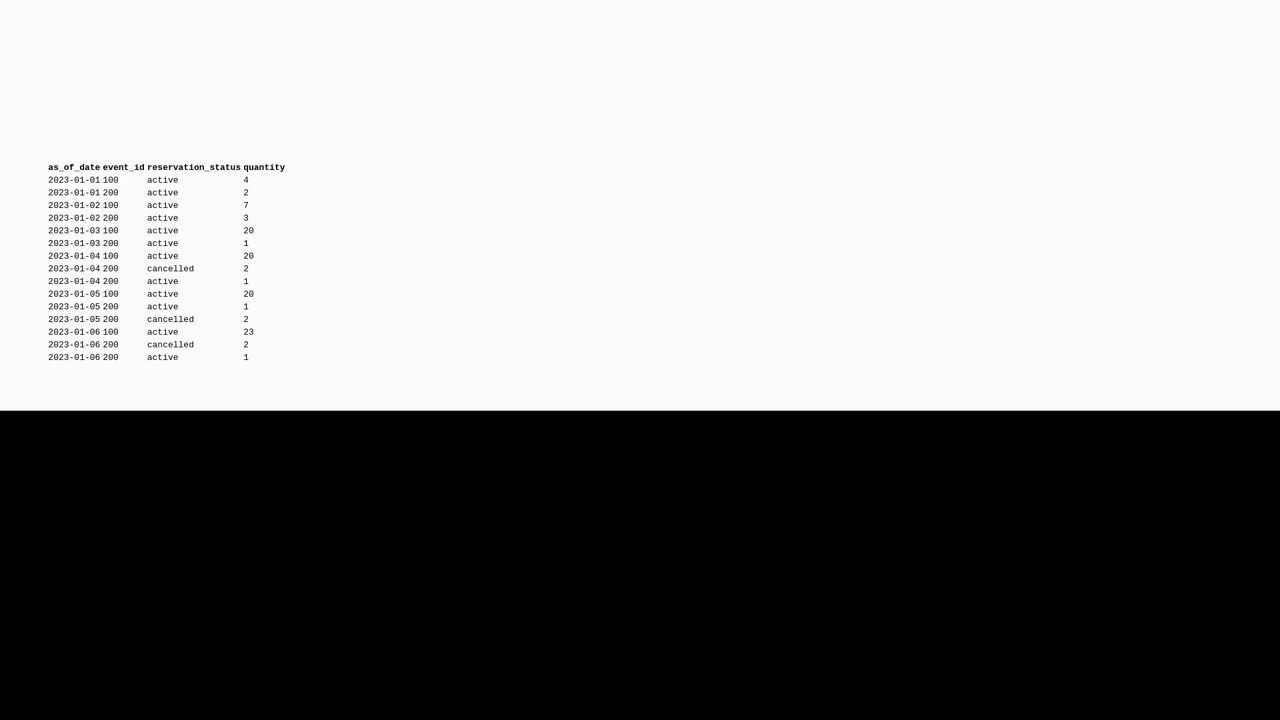 as_of_date event_id reservation_status quantity
2023-01-01 100 active 4
2023-01-01 200 active 2
2023-01-02 100 active 7
2023-01-02 200 active 3
2023-01-03 100 active 20
2023-01-03 200 active 1
2023-01-04 100 active 20
2023-01-04 200 cancelled 2
2023-01-04 200 active 1
2023-01-05 100 active 20
2023-01-05 200 active 1
2023-01-05 200 cancelled 2
2023-01-06 100 active 23
2023-01-06 200 cancelled 2
2023-01-06 200 active 1